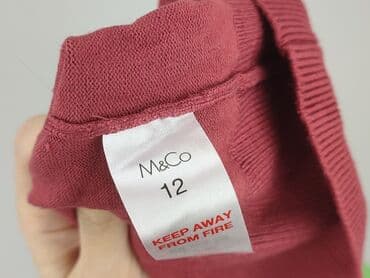 M&Co
12
KEEP AWAY
FROM FIRE